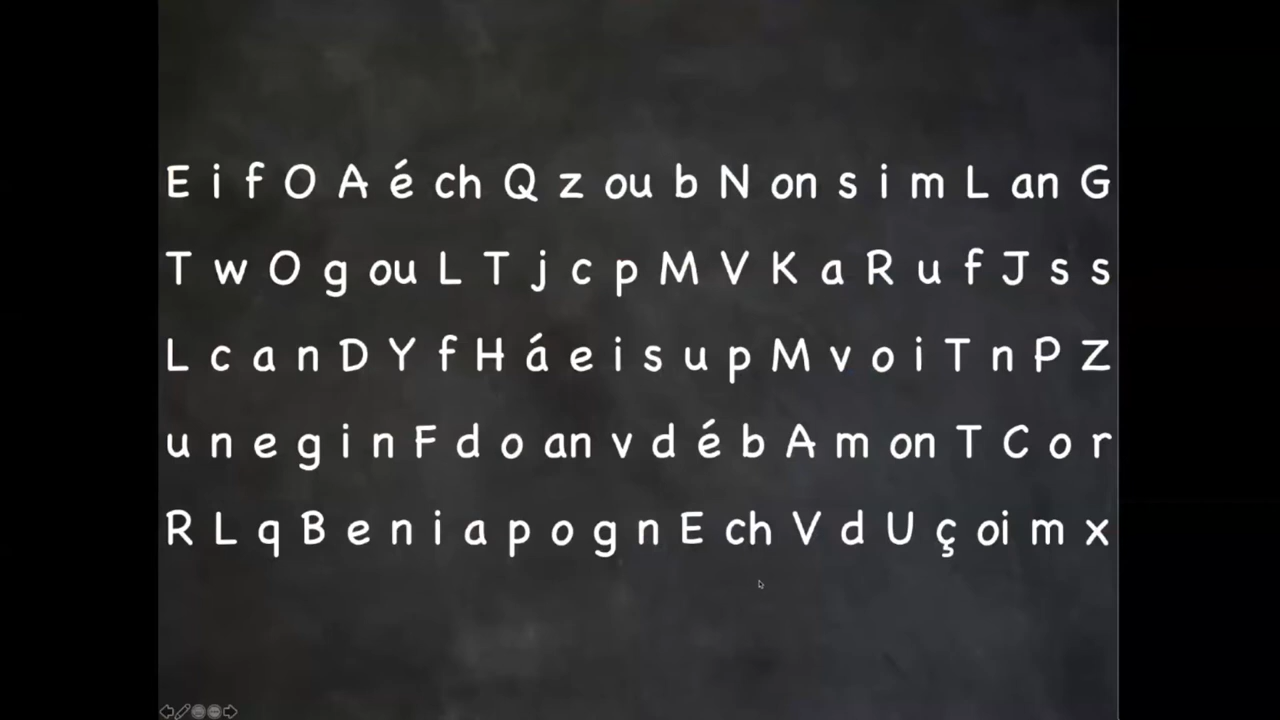 E i f O A é ch Q z ou b N on s i m L an G
T w O g ou L T j c p M V K a R u f J s s
L c a n D Y f H á e i s u p M v o i T n P Z
u n e g i n F d o an v d é b A m on T C o r
R L q B e n i a p o g n E ch V d U ç oi m x